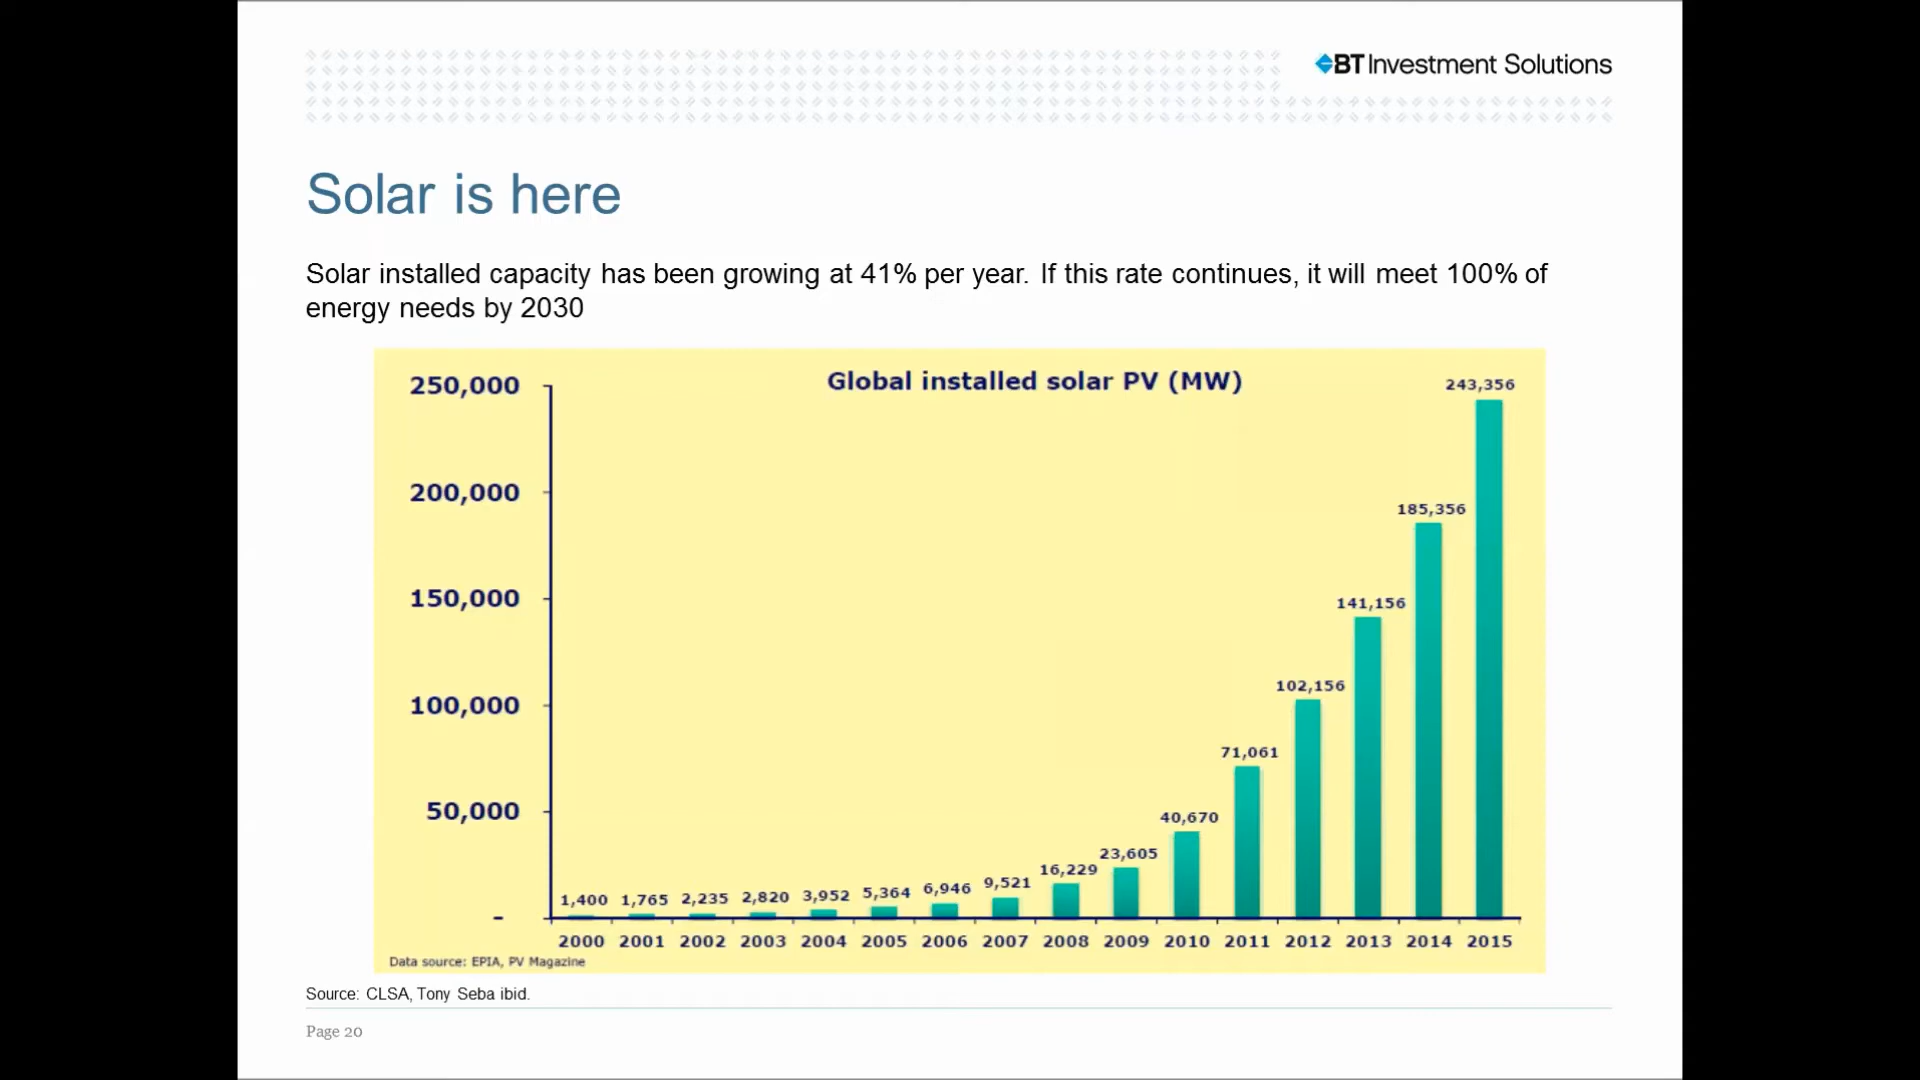 BT Investment Solutions
Solar is here
Solar installed capacity has been growing at 41% per year. If this rate continues, it will meet 100% of
energy needs by 2030
Global installed solar PV (MW)
250,000
200,000
150,000
100,000
50,000
-
1,400 1,765 2,235 2,820 3,952 5,364 6,946 9,521 16,229 23,605 40,670 71,061 102,156 141,156 185,356 243,356
2000 2001 2002 2003 2004 2005 2006 2007 2008 2009 2010 2011 2012 2013 2014 2015
Data source: EPIA, PV Magazine
Source: CLSA, Tony Seba ibid.
Page 20